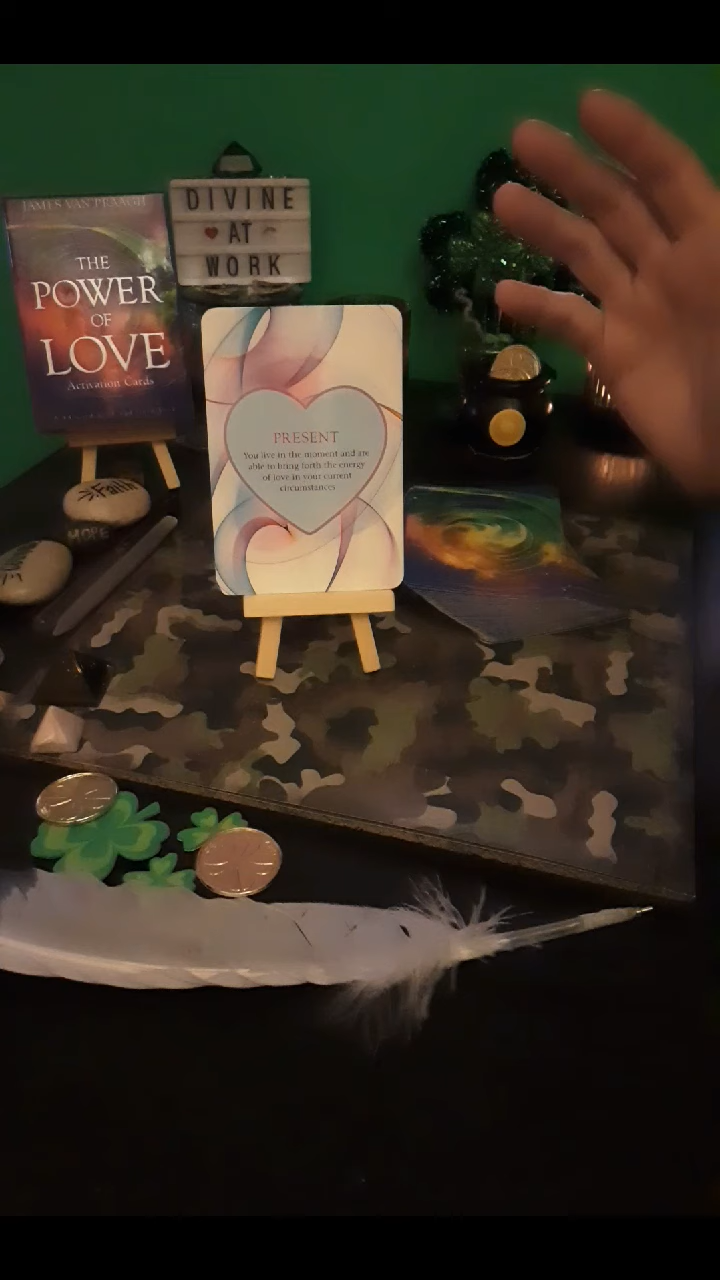 JAMES VAN PRAAGH
THE
POWER
OF
LOVE
Activation Cards
DIVINE
AT
WORK
PRESENT
You live in the moment and are
able to bring forth the energy
of love in your current
circumstances
Faith
HOPE